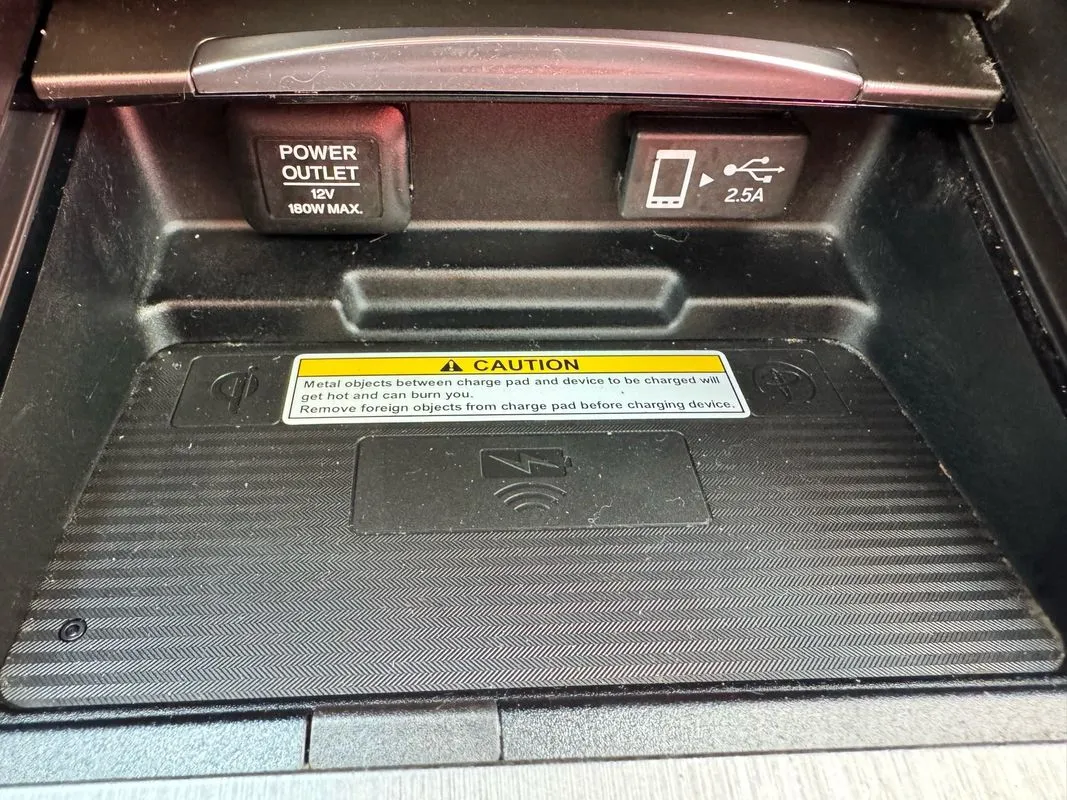 POWER
OUTLET
12V
180W MAX.
2.5A
CAUTION
Metal objects between charge pad and device to be charged will
get hot and can burn you.
Remove foreign objects from charge pad before charging device.